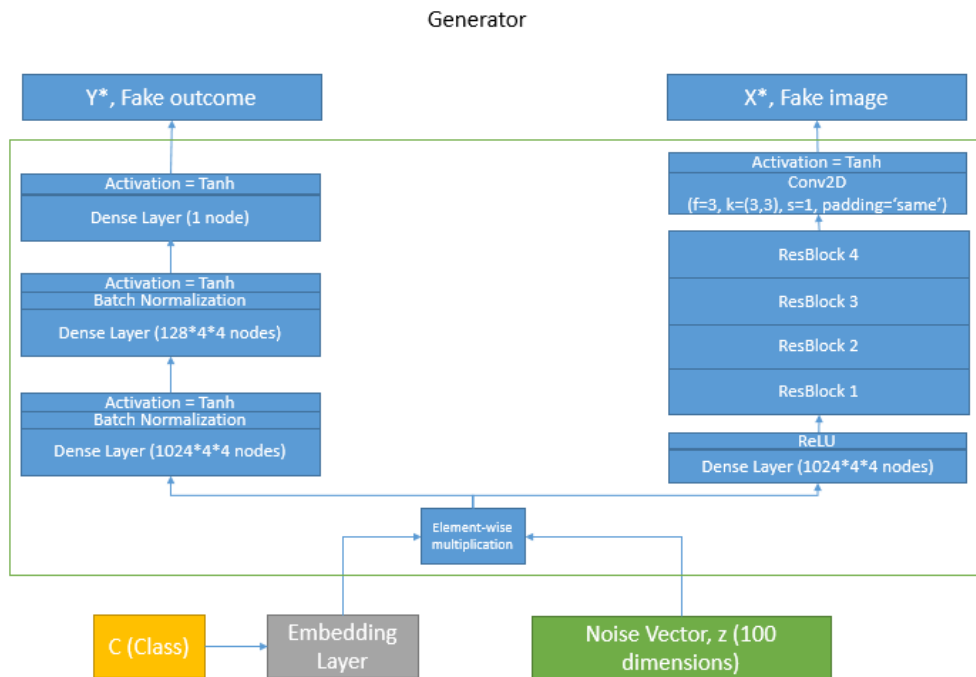 Generator
Y*, Fake outcome
X*, Fake image
Activation = Tanh
Dense Layer (1 node)
Activation = Tanh
Batch Normalization
Dense Layer (128*4*4 nodes)
Activation = Tanh
Batch Normalization
Dense Layer (1024*4*4 nodes)
Activation = Tanh
Conv2D
(f=3, k=(3,3), s=1, padding=‘same’)
ResBlock 4
ResBlock 3
ResBlock 2
ResBlock 1
ReLU
Dense Layer (1024*4*4 nodes)
Element-wise
multiplication
C (Class)
Embedding
Layer
Noise Vector, z (100
dimensions)